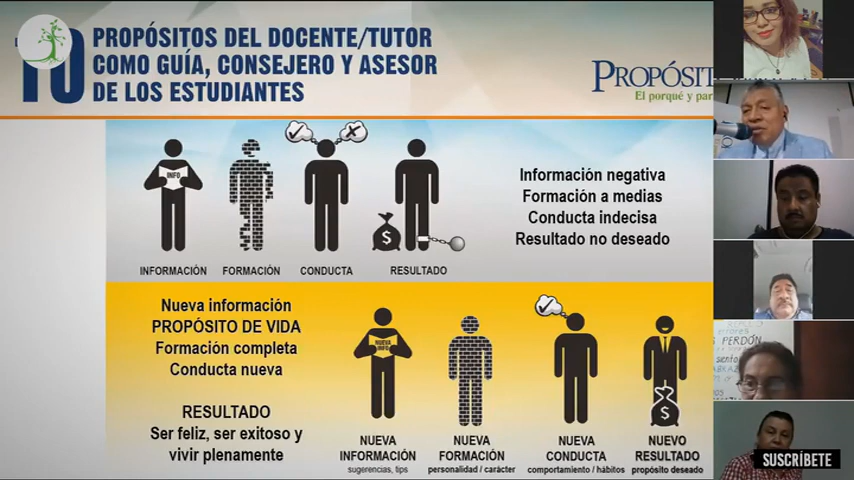 10
PROPÓSITOS DEL DOCENTE/TUTOR
COMO GUÍA, CONSEJERO Y ASESOR
DE LOS ESTUDIANTES
PROPÓSIT
El porqué y par
INFO
INFORMACIÓN
FORMACIÓN
CONDUCTA
$
RESULTADO
Información negativa
Formación a medias
Conducta indecisa
Resultado no deseado
Nueva información
PROPÓSITO DE VIDA
Formación completa
Conducta nueva
RESULTADO
Ser feliz, ser exitoso y
vivir plenamente
NUEVA
INFO
NUEVA
INFORMACIÓN
sugerencias, tips
NUEVA
FORMACIÓN
personalidad / carácter
NUEVA
CONDUCTA
comportamiento / hábitos
$
NUEVO
RESULTADO
propósito deseado
PERDÓN
SUSCRÍBETE